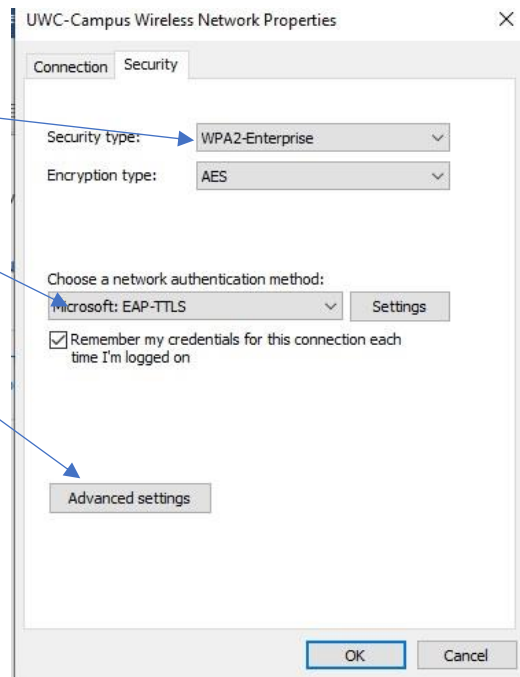 UWC-Campus Wireless Network Properties
Connection Security
Security type: WPA2-Enterprise
Encryption type: AES
Choose a network authentication method:
Microsoft: EAP-TTLS Settings
Remember my credentials for this connection each
time I'm logged on
Advanced settings
OK Cancel